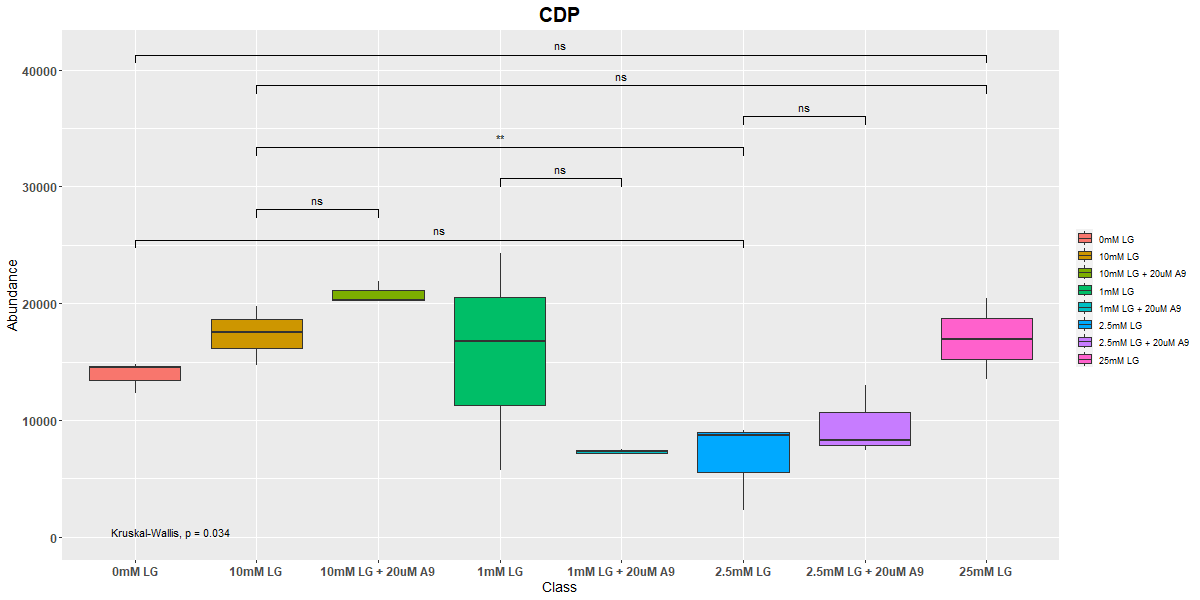 CDP
ns
40000
ns
ns
**
ns
30000
ns
ns
20000
10000
0
Abundance
Kruskal-Wallis, p = 0.034
0mM LG
10mM LG
10mM LG + 20uM A9
1mM LG
1mM LG + 20uM A9
2.5mM LG
2.5mM LG + 20uM A9
25mM LG
Class
0mM LG
10mM LG
10mM LG + 20uM A9
1mM LG
1mM LG + 20uM A9
2.5mM LG
2.5mM LG + 20uM A9
25mM LG